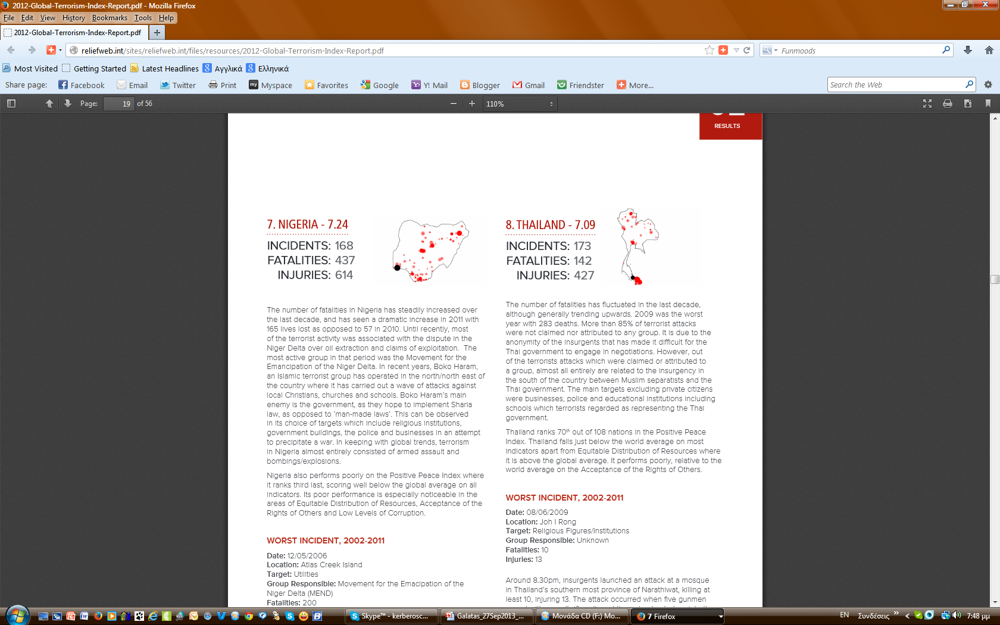 2012-Global-Terrorism-Index-Report.pdf - Mozilla Firefox
File Edit View History Bookmarks Tools Help
2012-Global-Terrorism-Index-Report.pdf
reliefweb.int/sites/reliefweb.int/files/resources/2012-Global-Terrorism-Index-Report.pdf
Funmoods
Most Visited Getting Started Latest Headlines Αγγλικά Ελληνικά
Share page: Facebook Email Twitter Print Myspace Favorites Google Y! Mail Blogger Gmail Friendster More...
Search the Web
Page: 19 of 56
110%
RESULTS
7. NIGERIA - 7.24
INCIDENTS: 168
FATALITIES: 437
INJURIES: 614
The number of fatalities in Nigeria has steadily increased over
the last decade, and has seen a dramatic increase in 2011 with
165 lives lost as opposed to 57 in 2010. Until recently, most
of the terrorist activity was associated with the dispute in the
Niger Delta over oil extraction and claims of exploitation. The
most active group in that period was the Movement for the
Emancipation of the Niger Delta. In recent years, Boko Haram,
an Islamic terrorist group has operated in the north/north east of
the country where it has carried out a wave of attacks against
local Christians, churches and schools. Boko Haram's main
enemy is the government, as they hope to implement Sharia
law, as opposed to 'man-made laws'. This can be observed
in its choice of targets which include religious institutions,
government buildings, the police and businesses in an attempt
to precipitate a war. In keeping with global trends, terrorism
in Nigeria almost entirely consisted of armed assault and
bombings/explosions.
Nigeria also performs poorly on the Positive Peace Index where
it ranks third last, scoring well below the global average on all
indicators. Its poor performance is especially noticeable in the
areas of Equitable Distribution of Resources, Acceptance of the
Rights of Others and Low Levels of Corruption.
WORST INCIDENT, 2002-2011
Date: 12/05/2006
Location: Atlas Creek Island
Target: Utilities
Group Responsible: Movement for the Emacipation of the
Niger Delta (MEND)
Fatalities: 200
8. THAILAND - 7.09
INCIDENTS: 173
FATALITIES: 142
INJURIES: 427
The number of fatalities has fluctuated in the last decade,
although generally trending upwards. 2009 was the worst
year with 283 deaths. More than 85% of terrorist attacks
were not claimed nor attributed to any group. It is due to the
anonymity of the insurgents that has made it difficult for the
Thai government to engage in negotiations. However, out
of the terrorists attacks which were claimed or attributed to
a group, almost all entirely are related to the insurgency in
the south of the country between Muslim separatists and the
Thai government. The main targets excluding private citizens
were businesses, police and educational institutions including
schools which terrorists regarded as representing the Thai
government.
Thailand ranks 70th out of 108 nations in the Positive Peace
Index. Thailand falls just below the world average on most
indicators apart from Equitable Distribution of Resources where
it is above the global average. It performs poorly, relative to the
world average on the Acceptance of the Rights of Others.
WORST INCIDENT, 2002-2011
Date: 08/06/2009
Location: Joh I Rong
Target: Religious Figures/Institutions
Group Responsible: Unknown
Fatalities: 10
Injuries: 13
Around 8.30pm, insurgents launched an attack at a mosque
in Thailand's southern most province of Narathiwat, killing at
least 10, injuring 13. The attack occurred when five gunmen
Skype™ - kerberosc... Galatas_27Sep2013_... Μονάδα CD (F:) Mo... 7 Firefox
EN Συνδέσεις 7:48 μμ